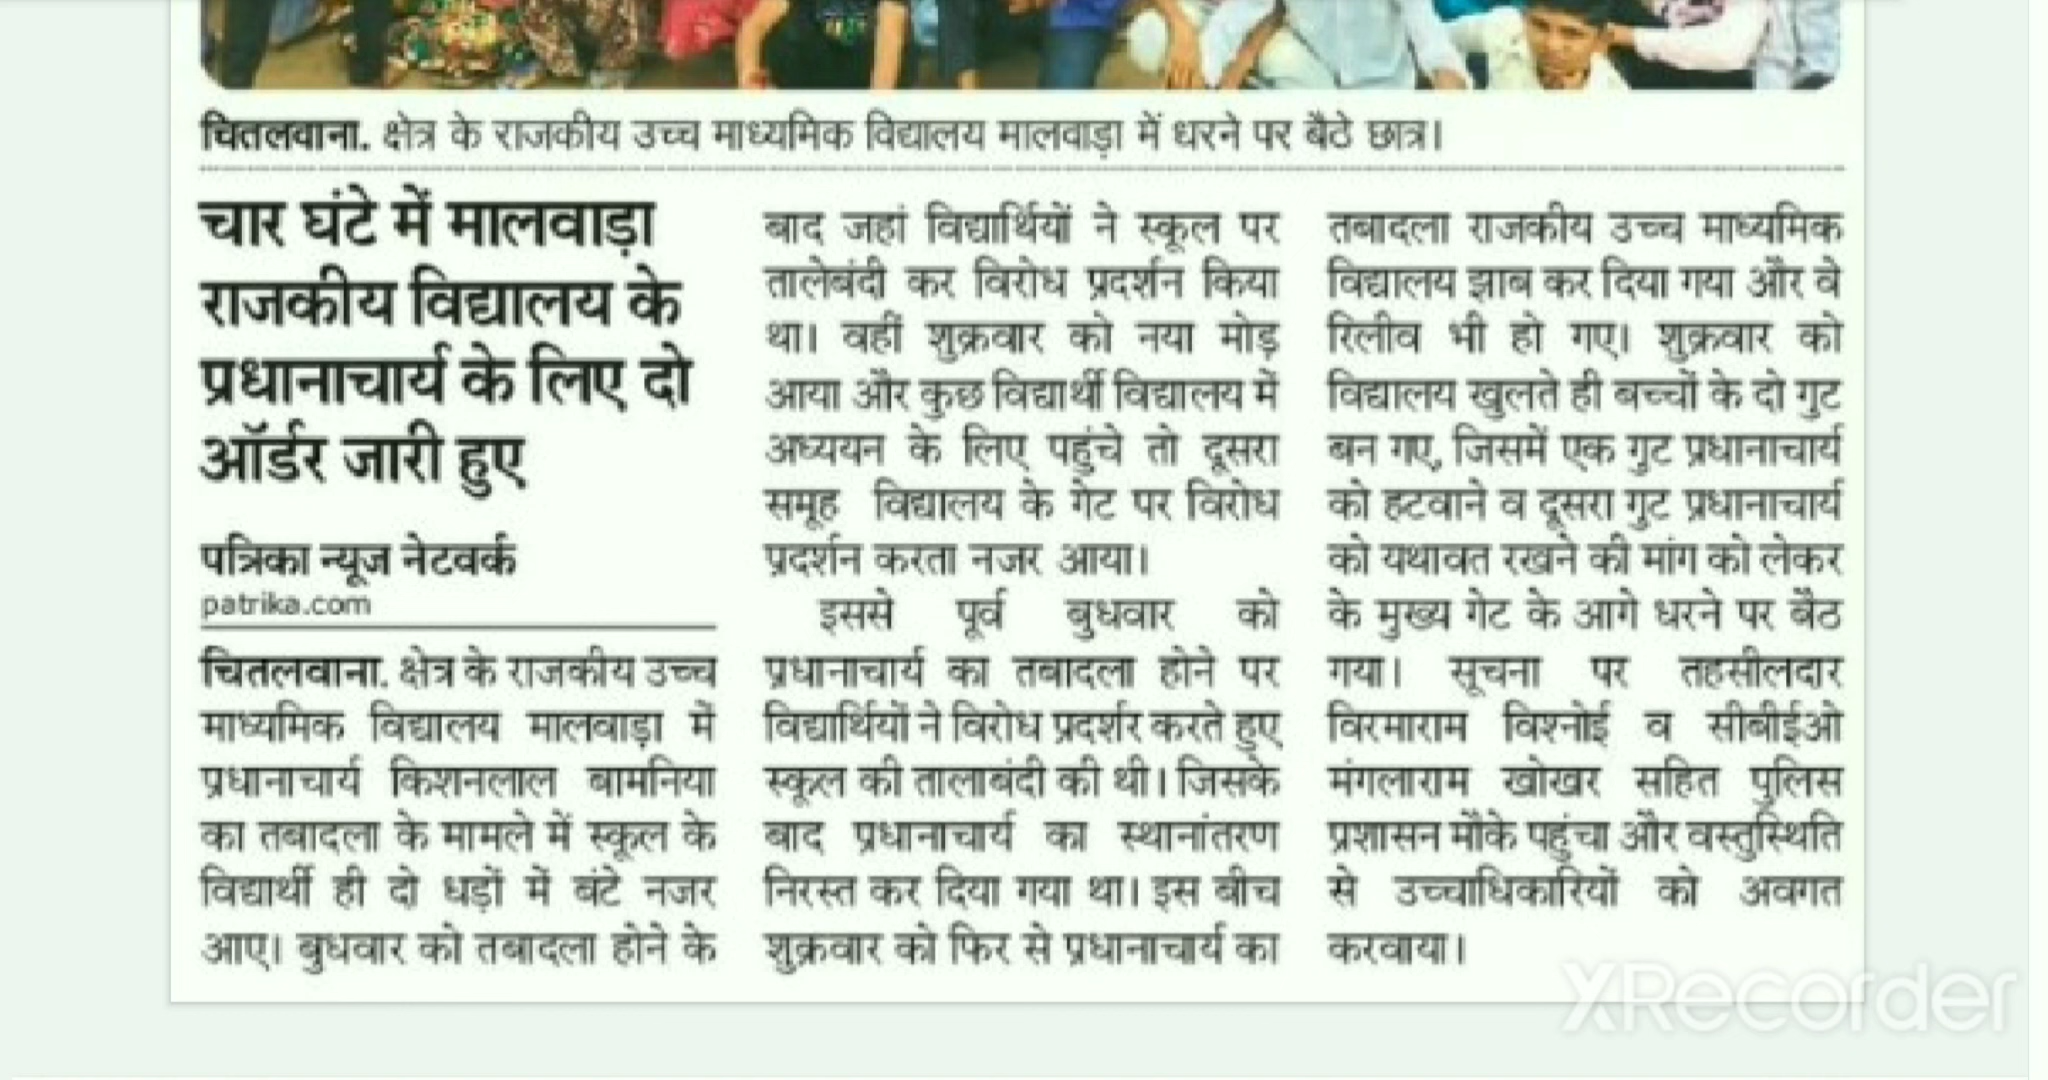 चितलवाना. क्षेत्र के राजकीय उच्च माध्यमिक विद्यालय मालवाड़ा में धरने पर बैठे छात्र।
चार घंटे में मालवाड़ा
राजकीय विद्यालय के
प्रधानाचार्य के लिए दो
ऑर्डर जारी हुए
पत्रिका न्यूज नेटवर्क
patrika.com
चितलवाना. क्षेत्र के राजकीय उच्च
माध्यमिक विद्यालय मालवाड़ा में
प्रधानाचार्य किशनलाल बामनिया
का तबादला के मामले में स्कूल के
विद्यार्थी ही दो धड़ों में बंटे नजर
आए। बुधवार को तबादला होने के
बाद जहां विद्यार्थियों ने स्कूल पर
तालेबंदी कर विरोध प्रदर्शन किया
था। वहीं शुक्रवार को नया मोड़
आया और कुछ विद्यार्थी विद्यालय में
अध्ययन के लिए पहुंचे तो दूसरा
समूह विद्यालय के गेट पर विरोध
प्रदर्शन करता नजर आया।
इससे पूर्व बुधवार को
प्रधानाचार्य का तबादला होने पर
विद्यार्थियों ने विरोध प्रदर्शर करते हुए
स्कूल की तालाबंदी की थी। जिसके
बाद प्रधानाचार्य का स्थानांतरण
निरस्त कर दिया गया था। इस बीच
शुक्रवार को फिर से प्रधानाचार्य का
तबादला राजकीय उच्च माध्यमिक
विद्यालय झाब कर दिया गया और वे
रिलीव भी हो गए। शुक्रवार को
विद्यालय खुलते ही बच्चों के दो गुट
बन गए, जिसमें एक गुट प्रधानाचार्य
को हटवाने व दूसरा गुट प्रधानाचार्य
को यथावत रखने की मांग को लेकर
के मुख्य गेट के आगे धरने पर बैठ
गया। सूचना पर तहसीलदार
विरमाराम विश्नोई व सीबीईओ
मंगलाराम खोखर सहित पुलिस
प्रशासन मौके पहुंचा और वस्तुस्थिति
से उच्चाधिकारियों को अवगत
करवाया।
XRecorder